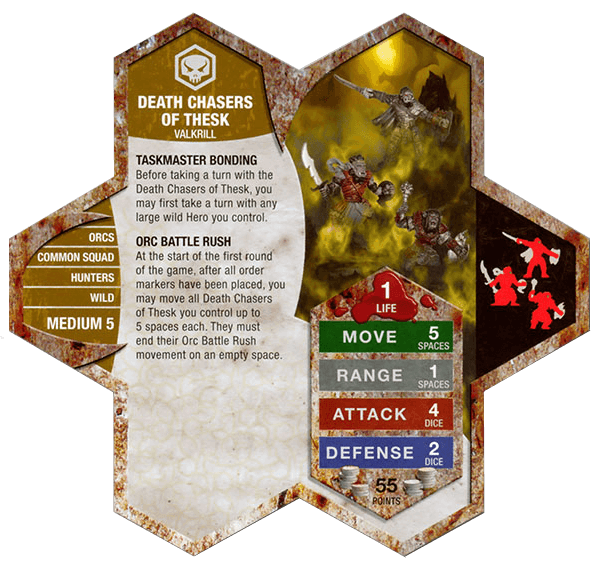 DEATH CHASERS
OF THESK
VALKRILL
TASKMASTER BONDING
Before taking a turn with the
Death Chasers of Thesk, you
may first take a turn with any
large wild Hero you control.
ORC BATTLE RUSH
At the start of the first round
of the game, after all order
markers have been placed, you
may move all Death Chasers
of Thesk you control up to
5 spaces each. They must
end their Orc Battle Rush
movement on an empty space.
ORCS
COMMON SQUAD
HUNTERS
WILD
MEDIUM 5
1
LIFE
MOVE 5
SPACES
RANGE 1
SPACES
ATTACK 4
DICE
DEFENSE 2
DICE
55
POINTS